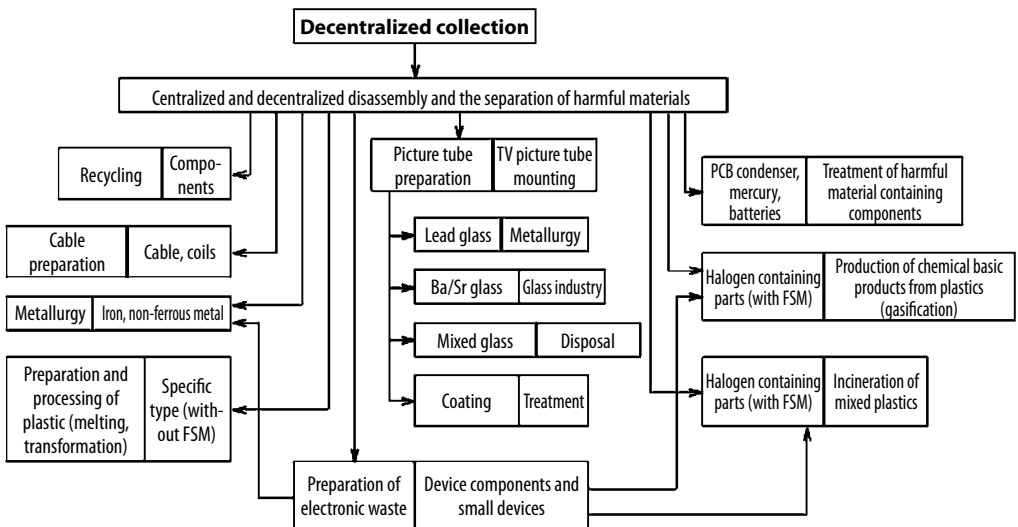 Decentralized collection
Centralized and decentralized disassembly and the separation of harmful materials
Recycling
Compo-
nents
Cable
preparation
Cable, coils
Metallurgy
Iron, non-ferrous metal
Preparation and
processing of
plastic (melting,
transformation)
Specific
type (with-
out FSM)
Picture tube
preparation
TV picture tube
mounting
Lead glass
Metallurgy
Ba/Sr glass
Glass industry
Mixed glass
Disposal
Coating
Treatment
Preparation of
electronic waste
Device components and
small devices
PCB condenser,
mercury,
batteries
Treatment of harmful
material containing
components
Halogen containing
parts (with FSM)
Production of chemical basic
products from plastics
(gasification)
Halogen containing
parts (with FSM)
Incineration of
mixed plastics